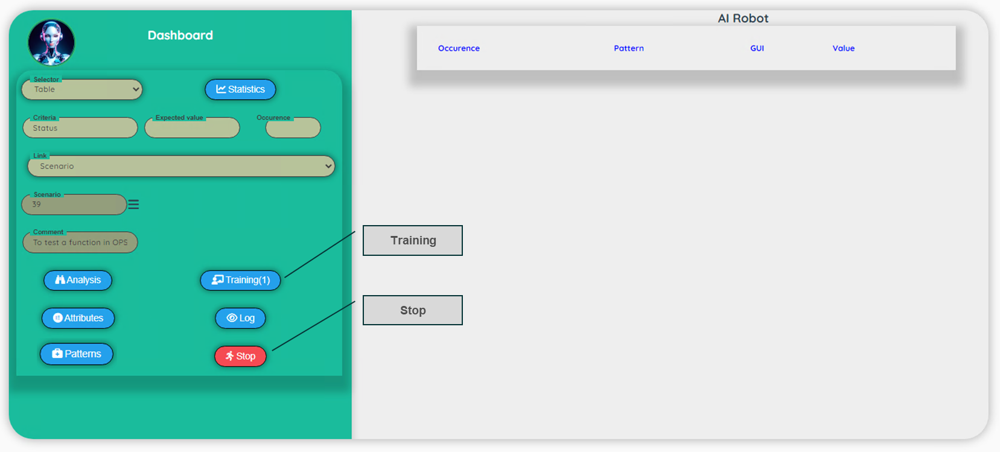 AI Robot
Dashboard
Occurence Pattern GUI Value
Selector
Table
Statistics
Criteria Expected value Occurence
Status
Link
Scenario
Scenario
39
Comment
To test a function in OPS
Training
Analysis Training(1)
Stop
Attributes Log
Patterns Stop